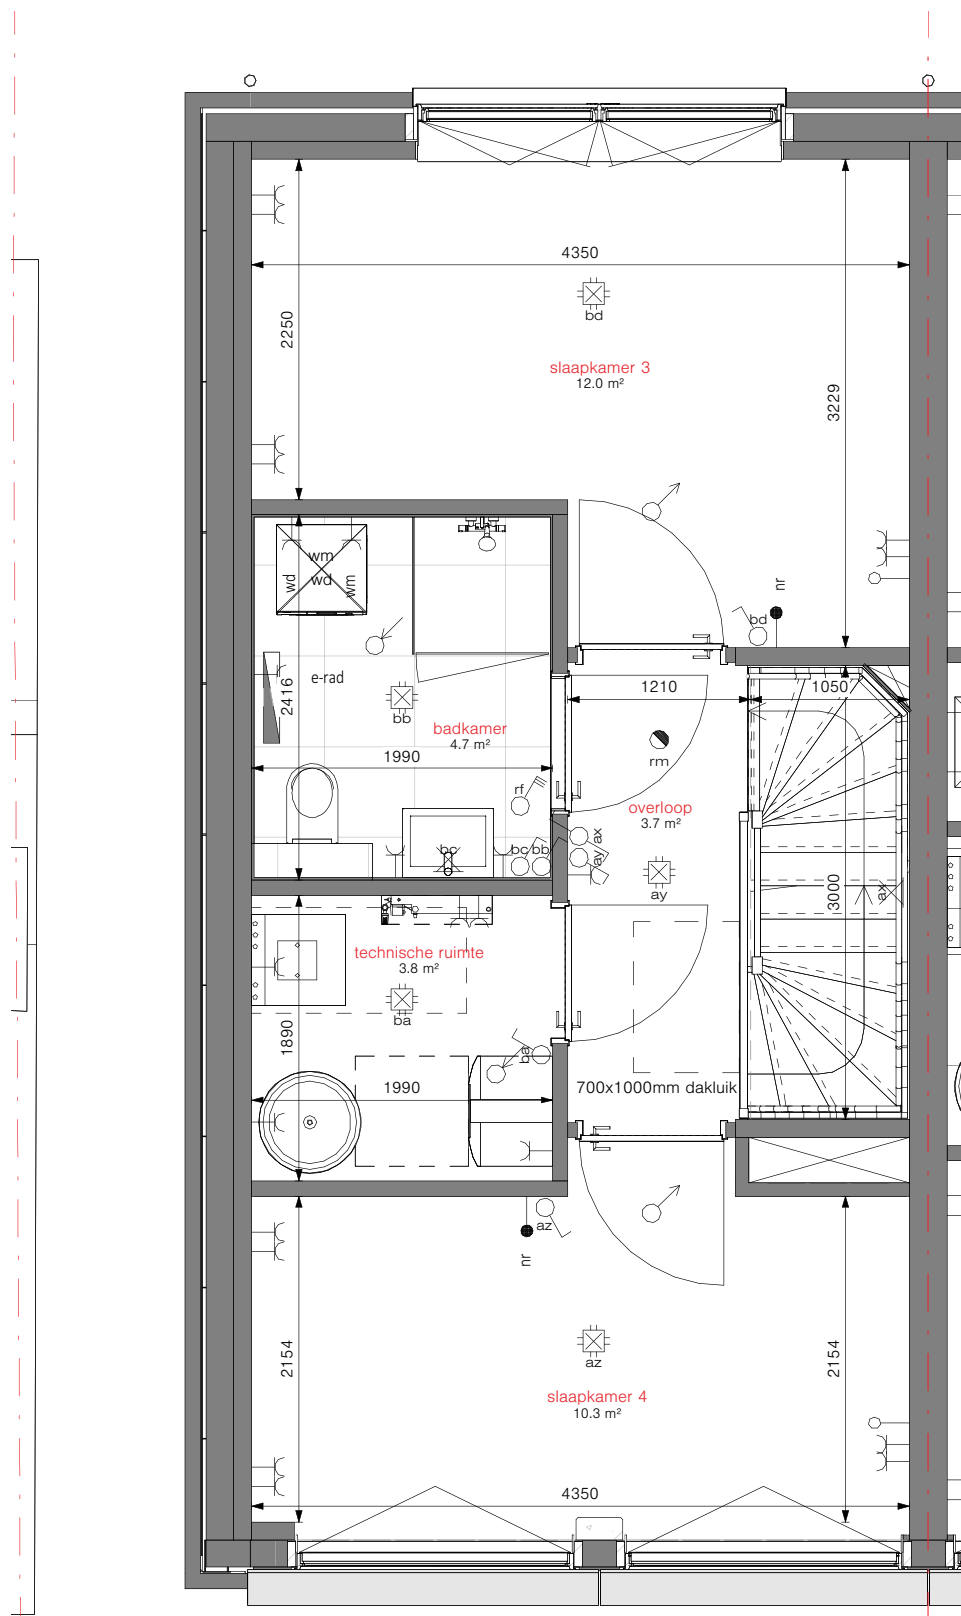 4350
bd
2250
slaapkamer 3
12.0 m²
3229
wm
wd
wd
wm
nr
bd
e-rad
2416
bb
1210
1050
badkamer
4.7 m²
rm
1990
rf
overloop
3.7 m²
ax
bc
bc
bb
ay
ay
3000
ax
technische ruimte
3.8 m²
ba
1890
ba
1990
700x1000mm dakluik
az
nr
2154
az
2154
slaapkamer 4
10.3 m²
4350